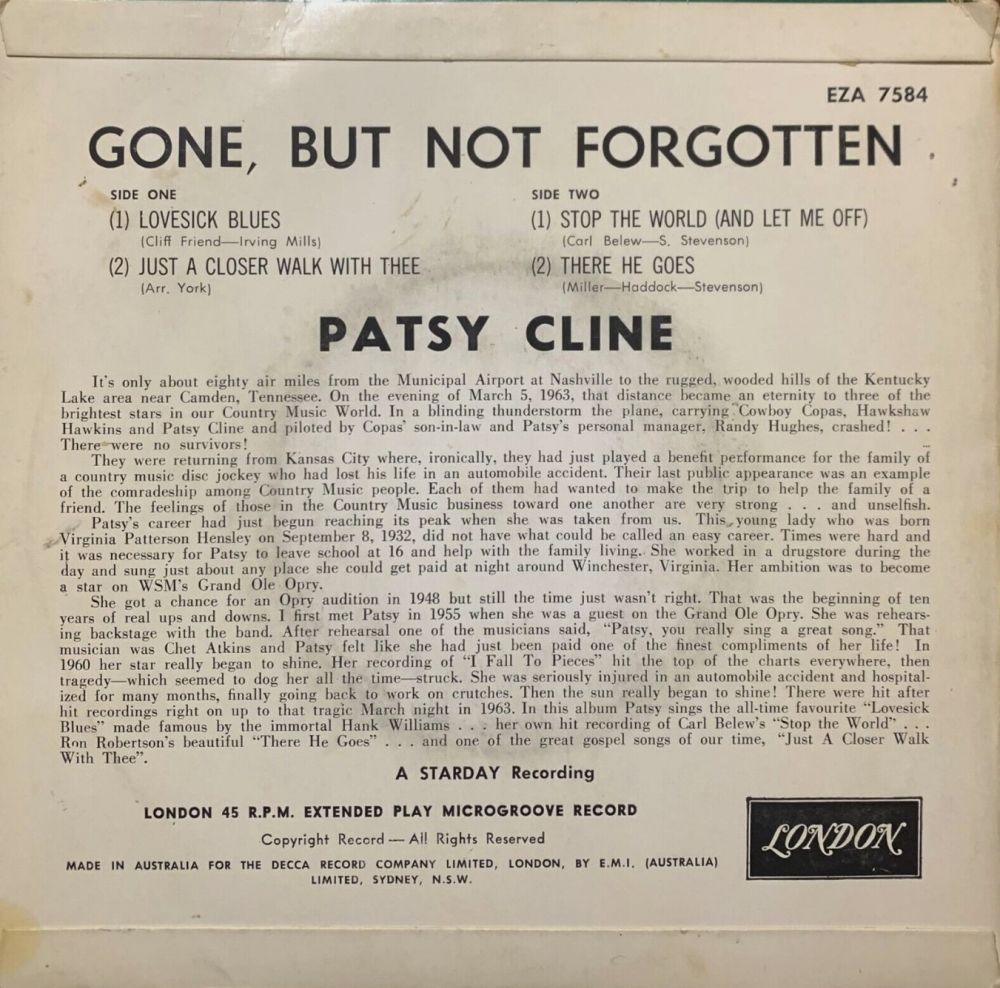 EZA 7584
GONE, BUT NOT FORGOTTEN
SIDE ONE
(1) LOVESICK BLUES
(Cliff Friend—Irving Mills)
(2) JUST A CLOSER WALK WITH THEE
(Arr. York)
SIDE TWO
(1) STOP THE WORLD (AND LET ME OFF)
(Carl Belew—S. Stevenson)
(2) THERE HE GOES
(Miller—Haddock—Stevenson)
PATSY CLINE
It's only about eighty air miles from the Municipal Airport at Nashville to the rugged, wooded hills of the Kentucky
Lake area near Camden, Tennessee. On the evening of March 5, 1963, that distance became an eternity to three of the
brightest stars in our Country Music World. In a blinding thunderstorm the plane, carrying Cowboy Copas, Hawkshaw
Hawkins and Patsy Cline and piloted by Copas' son-in-law and Patsy's personal manager, Randy Hughes, crashed! . . .
There were no survivors!
They were returning from Kansas City where, ironically, they had just played a benefit performance for the family of
a country music disc jockey who had lost his life in an automobile accident. Their last public appearance was an example
of the comradeship among Country Music people. Each of them had wanted to make the trip to help the family of a
friend. The feelings of those in the Country Music business toward one another are very strong . . . and unselfish.
Patsy's career had just begun reaching its peak when she was taken from us. This young lady who was born
Virginia Patterson Hensley on September 8, 1932, did not have what could be called an easy career. Times were hard and
it was necessary for Patsy to leave school at 16 and help with the family living. She worked in a drugstore during the
day and sung just about any place she could get paid at night around Winchester, Virginia. Her ambition was to become
a star on WSM's Grand Ole Opry.
She got a chance for an Opry audition in 1948 but still the time just wasn't right. That was the beginning of ten
years of real ups and downs. I first met Patsy in 1955 when she was a guest on the Grand Ole Opry. She was rehears-
ing backstage with the band. After rehearsal one of the musicians said, "Patsy, you really sing a great song." That
musician was Chet Atkins and Patsy felt like she had just been paid one of the finest compliments of her life! In
1960 her star really began to shine. Her recording of "I Fall To Pieces" hit the top of the charts everywhere, then
tragedy—which seemed to dog her all the time—struck. She was seriously injured in an automobile accident and hospital-
ized for many months, finally going back to work on crutches. Then the sun really began to shine! There were hit after
hit recordings right on up to that tragic March night in 1963. In this album Patsy sings the all-time favourite "Lovesick
Blues" made famous by the immortal Hank Williams . . . her own hit recording of Carl Belew's "Stop the World" . . .
Ron Robertson's beautiful "There He Goes" . . . and one of the great gospel songs of our time, "Just A Closer Walk
With Thee".
A STARDAY Recording
LONDON 45 R.P.M. EXTENDED PLAY MICROGROOVE RECORD
Copyright Record — All Rights Reserved
MADE IN AUSTRALIA FOR THE DECCA RECORD COMPANY LIMITED, LONDON, BY E.M.I. (AUSTRALIA)
LIMITED, SYDNEY, N.S.W.
LONDON